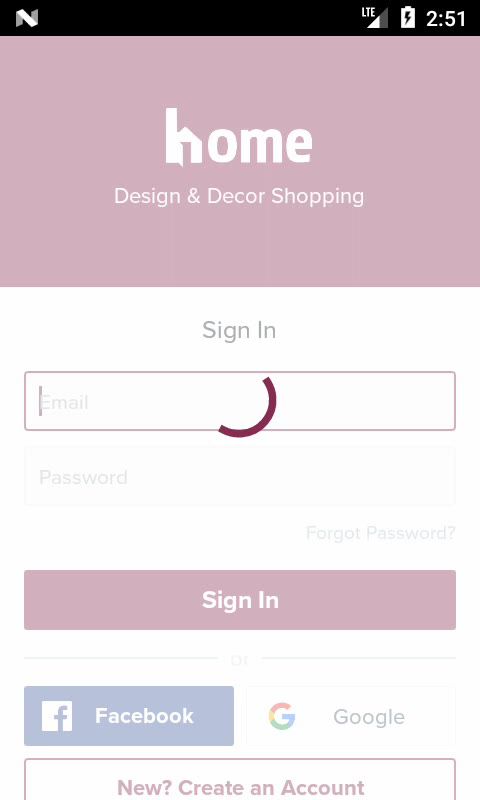 LTE 2:51
home
Design & Decor Shopping
Sign In
Email
Password
Forgot Password?
Sign In
or
Facebook
Google
New? Create an Account